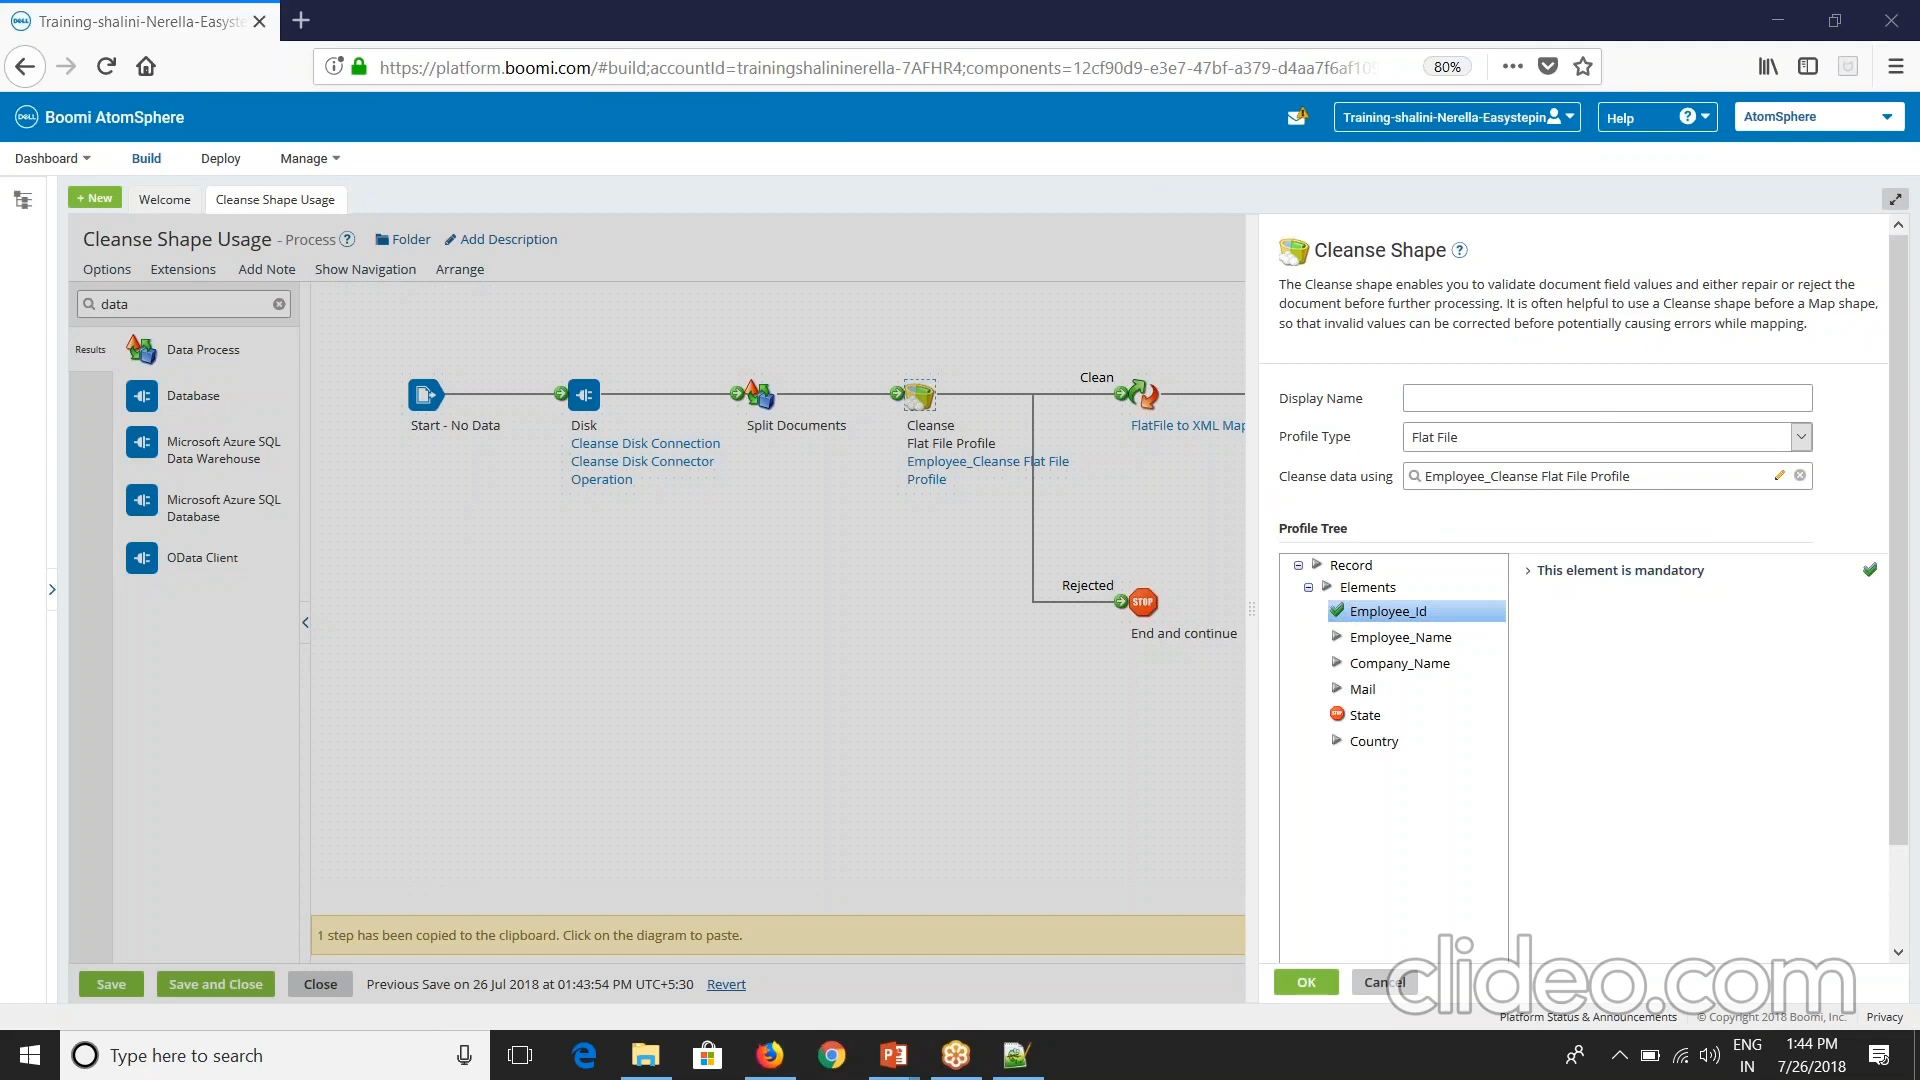 Training-shalini-Nerella-Easyste
https://platform.boomi.com/#build;accountId=trainingshalininerella-7AFHR4;components=12cf90d9-e3e7-47bf-a379-d4aa7f6af10
80%
Boomi AtomSphere
Training-shalini-Nerella-Easystepin
Help
AtomSphere
Dashboard
Build
Deploy
Manage
+ New
Welcome
Cleanse Shape Usage
Cleanse Shape Usage - Process
Folder
Add Description
Options
Extensions
Add Note
Show Navigation
Arrange
data
Results
Data Process
Database
Microsoft Azure SQL
Data Warehouse
Microsoft Azure SQL
Database
OData Client
Start - No Data
Disk
Cleanse Disk Connection
Cleanse Disk Connector
Operation
Split Documents
Cleanse
Flat File Profile
Employee_Cleanse Flat File
Profile
Clean
FlatFile to XML Map
Rejected
STOP
End and continue
1 step has been copied to the clipboard. Click on the diagram to paste.
Save
Save and Close
Close
Previous Save on 26 Jul 2018 at 01:43:54 PM UTC+5:30
Revert
Cleanse Shape
The Cleanse shape enables you to validate document field values and either repair or reject the
document before further processing. It is often helpful to use a Cleanse shape before a Map shape,
so that invalid values can be corrected before potentially causing errors while mapping.
Display Name
Profile Type
Flat File
Cleanse data using
Employee_Cleanse Flat File Profile
Profile Tree
Record
Elements
Employee_Id
Employee_Name
Company_Name
Mail
State
Country
This element is mandatory
OK
Cancel
clideo.com
Platform Status & Announcements
© Copyright 2018 Boomi, Inc.
Privacy
Type here to search
ENG
IN
1:44 PM
7/26/2018